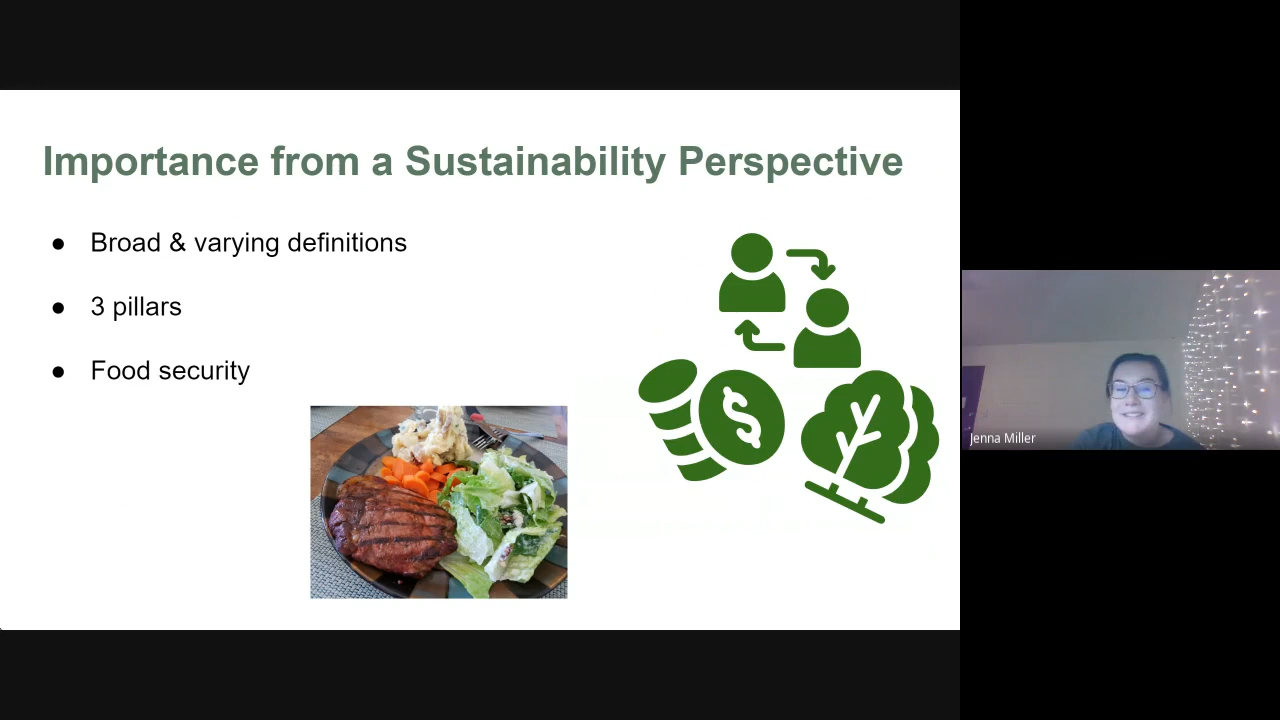 Importance from a Sustainability Perspective
● Broad & varying definitions
● 3 pillars
● Food security
$
Jenna Miller